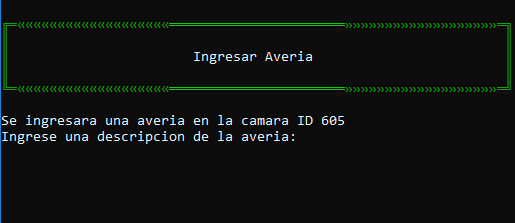 Ingresar Averia
Se ingresara una averia en la camara ID 605
Ingrese una descripcion de la averia: